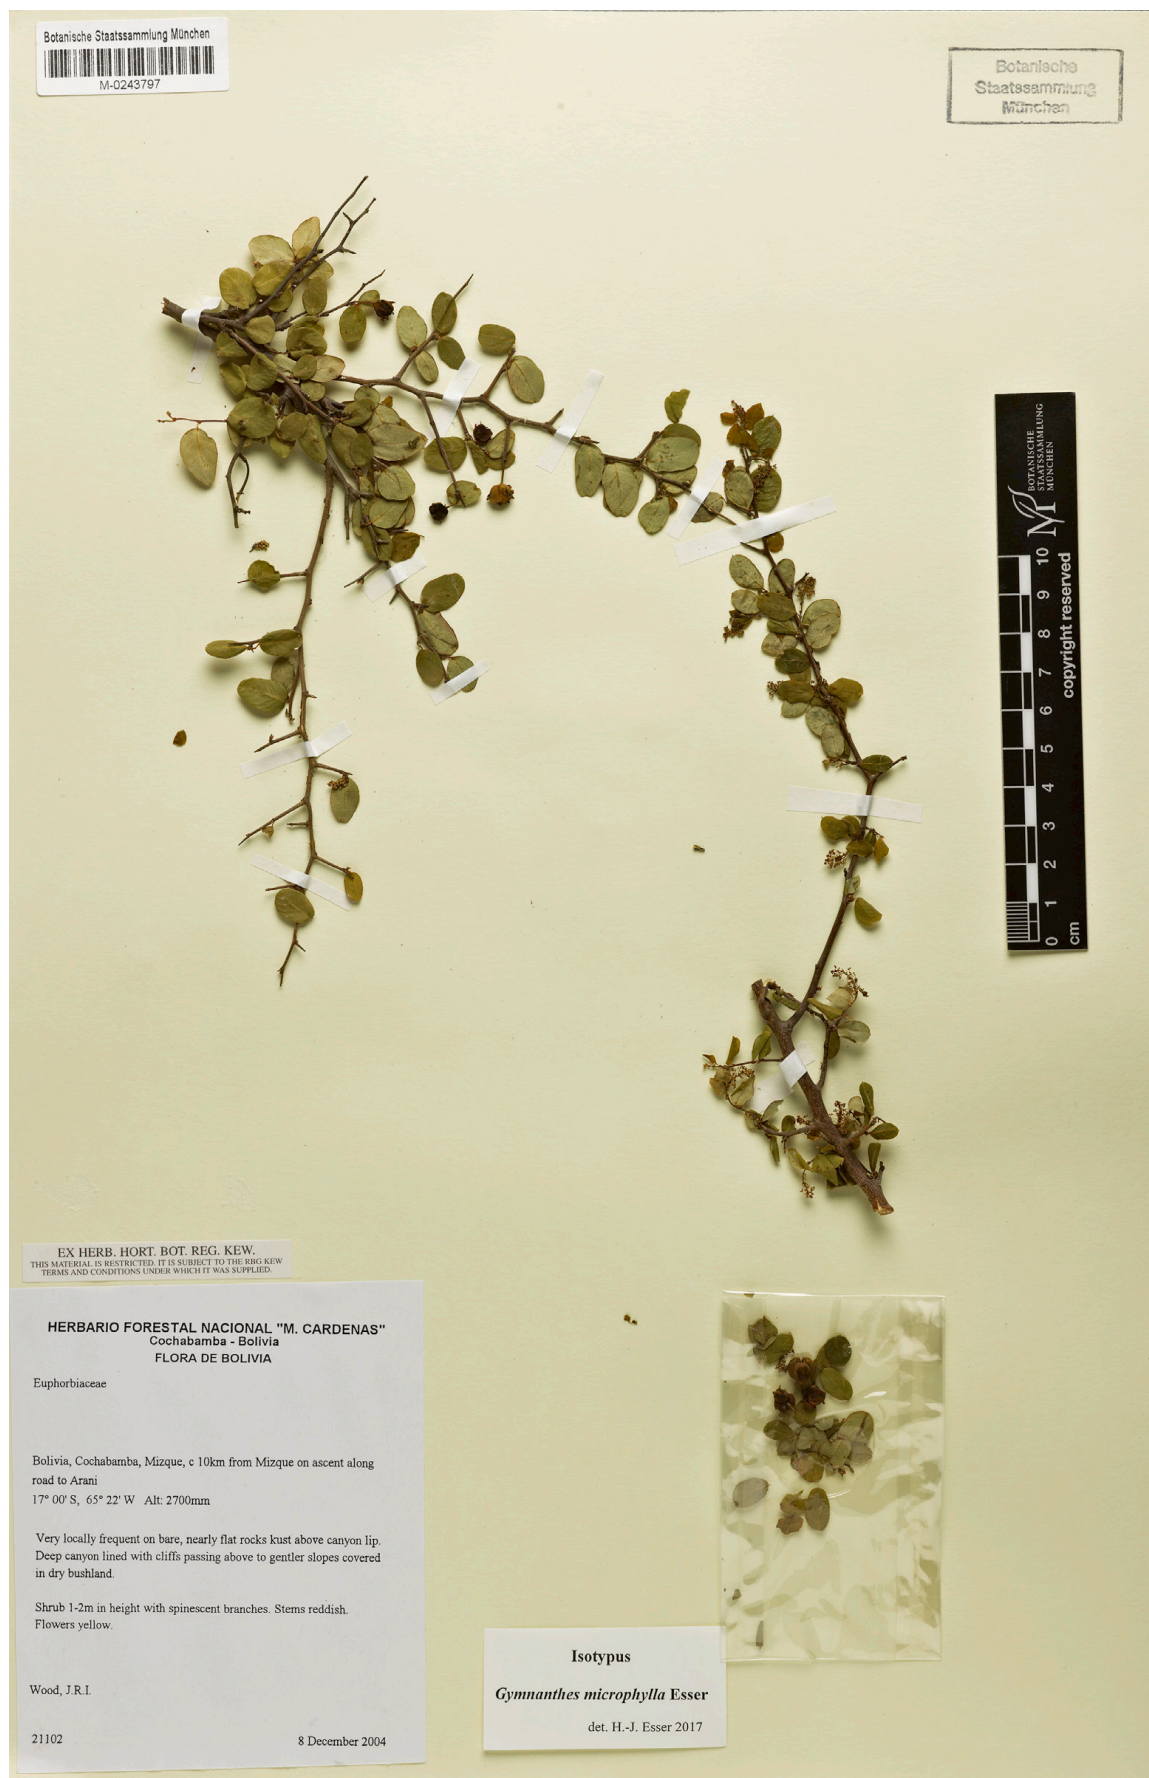 Botanische Staatssammlung München
M-0243797
Botanische
Staatssammlung
München
BOTANISCHE
STAATSSAMMLUNG
MÜNCHEN
10
9
8
7
6
5
4
3
2
1
0
cm
copyright reserved
EX HERB. HORT. BOT. REG. KEW.
THIS MATERIAL IS RESTRICTED. IT IS SUBJECT TO THE RBG KEW
TERMS AND CONDITIONS UNDER WHICH IT WAS SUPPLIED.
HERBARIO FORESTAL NACIONAL "M. CARDENAS"
Cochabamba - Bolivia
FLORA DE BOLIVIA
Euphorbiaceae
Bolivia, Cochabamba, Mizque, c 10km from Mizque on ascent along
road to Arani
17° 00' S, 65° 22' W Alt: 2700mm
Very locally frequent on bare, nearly flat rocks kust above canyon lip.
Deep canyon lined with cliffs passing above to gentler slopes covered
in dry bushland.
Shrub 1-2m in height with spinescent branches. Stems reddish.
Flowers yellow.
Wood, J.R.I.
21102 8 December 2004
Isotypus
Gymnanthes microphylla Esser
det. H.-J. Esser 2017